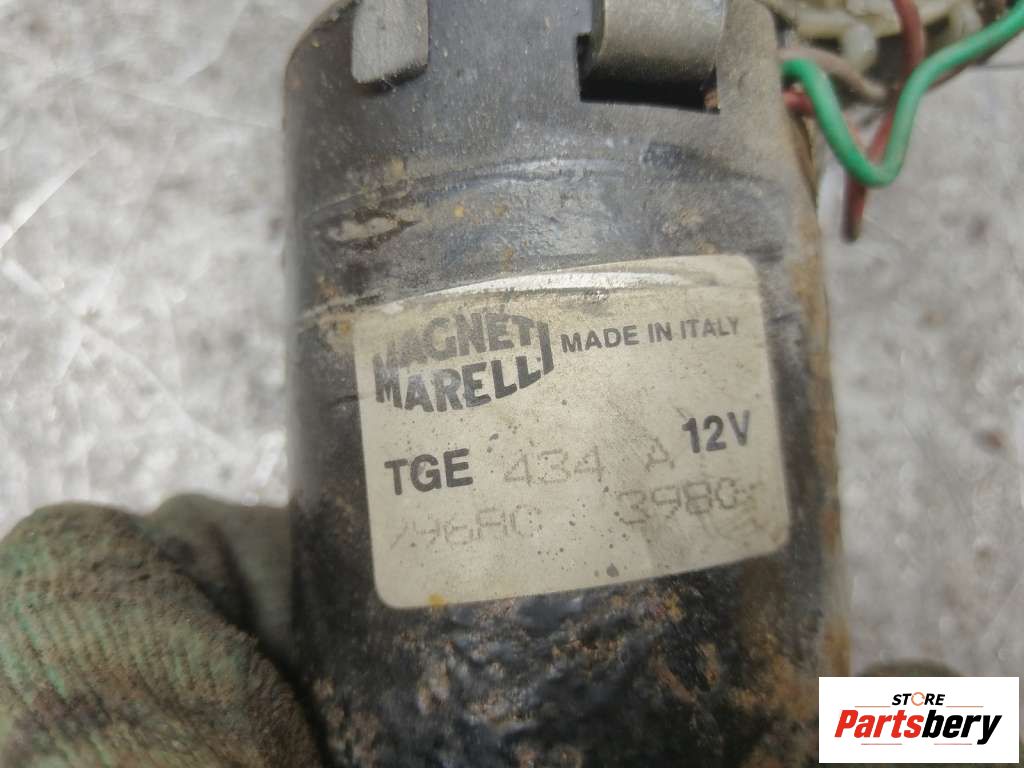 MAGNETI
MARELLI
MADE IN ITALY
TGE 434 A 12V
STORE
Partsbery